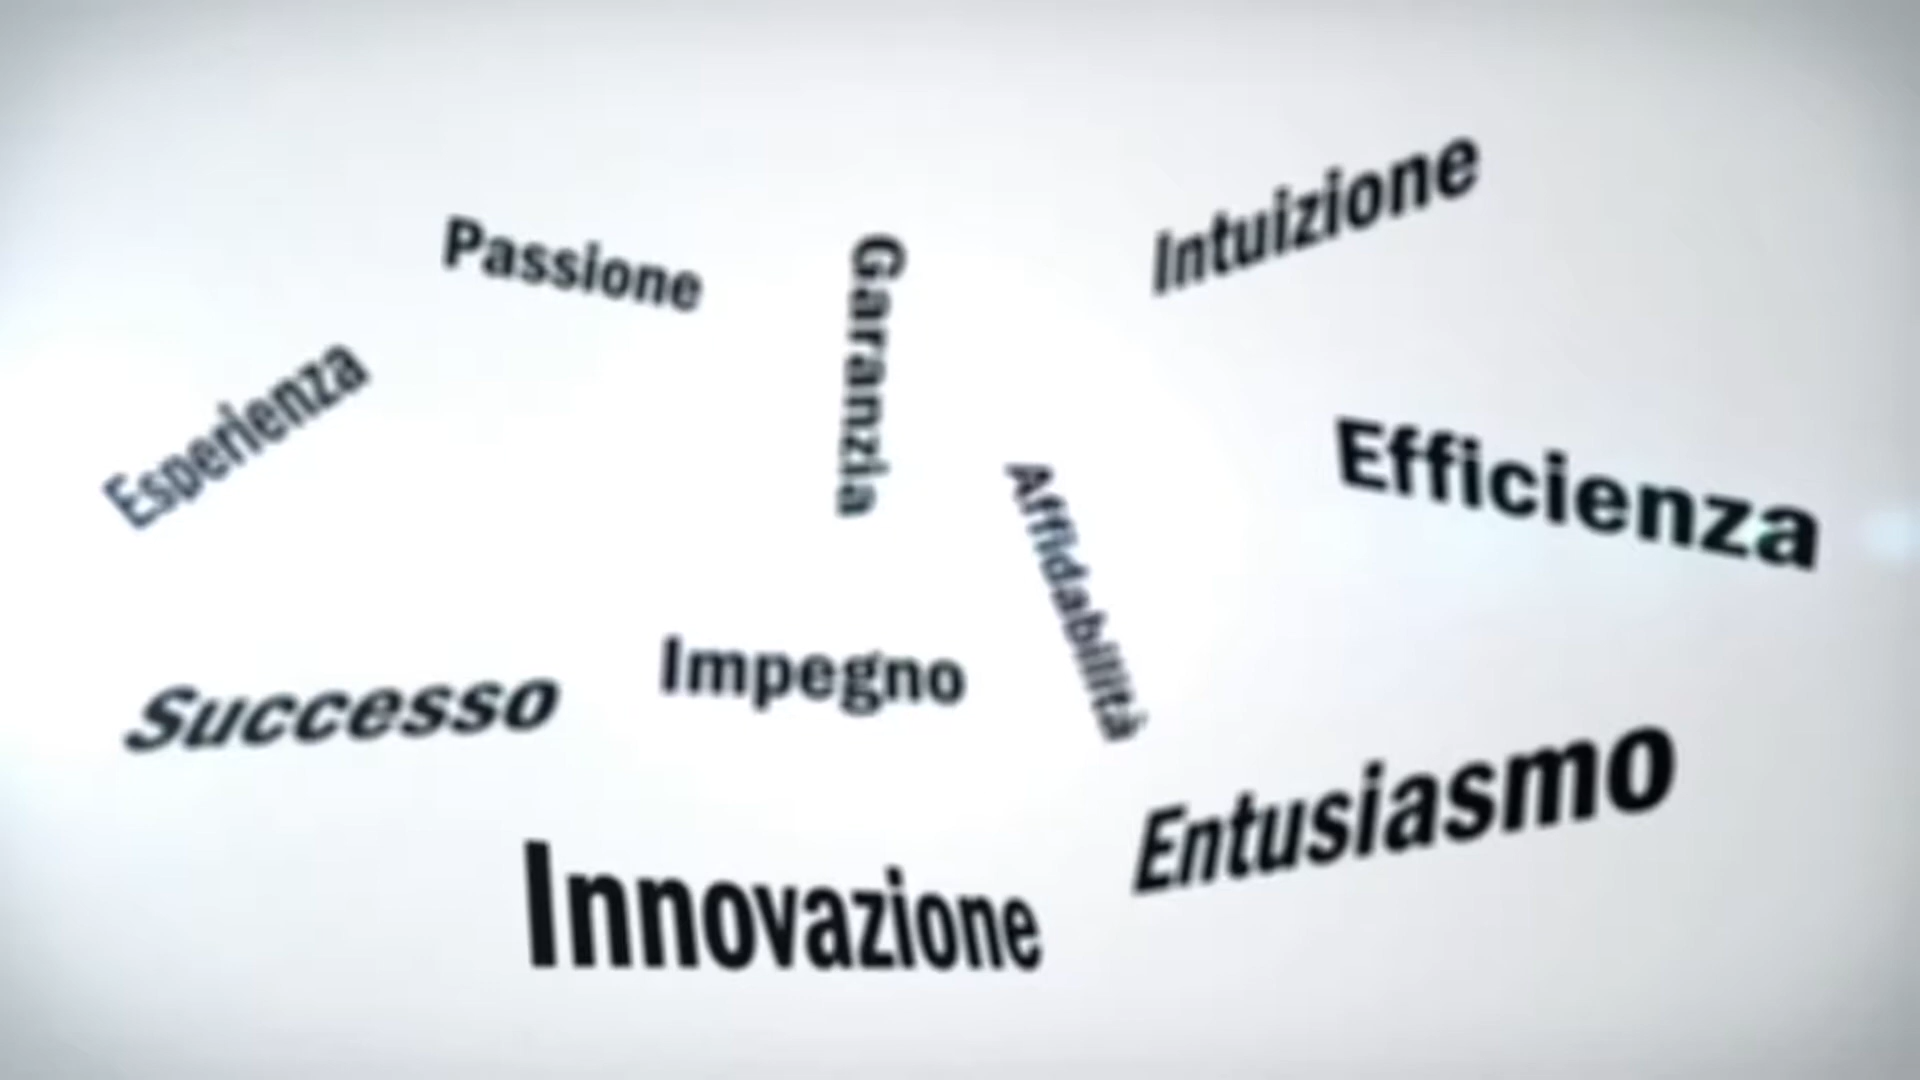 Intuizione
Passione
Garanzia
Esperienza
Efficienza
Affidabilità
Impegno
Successo
Entusiasmo
Innovazione